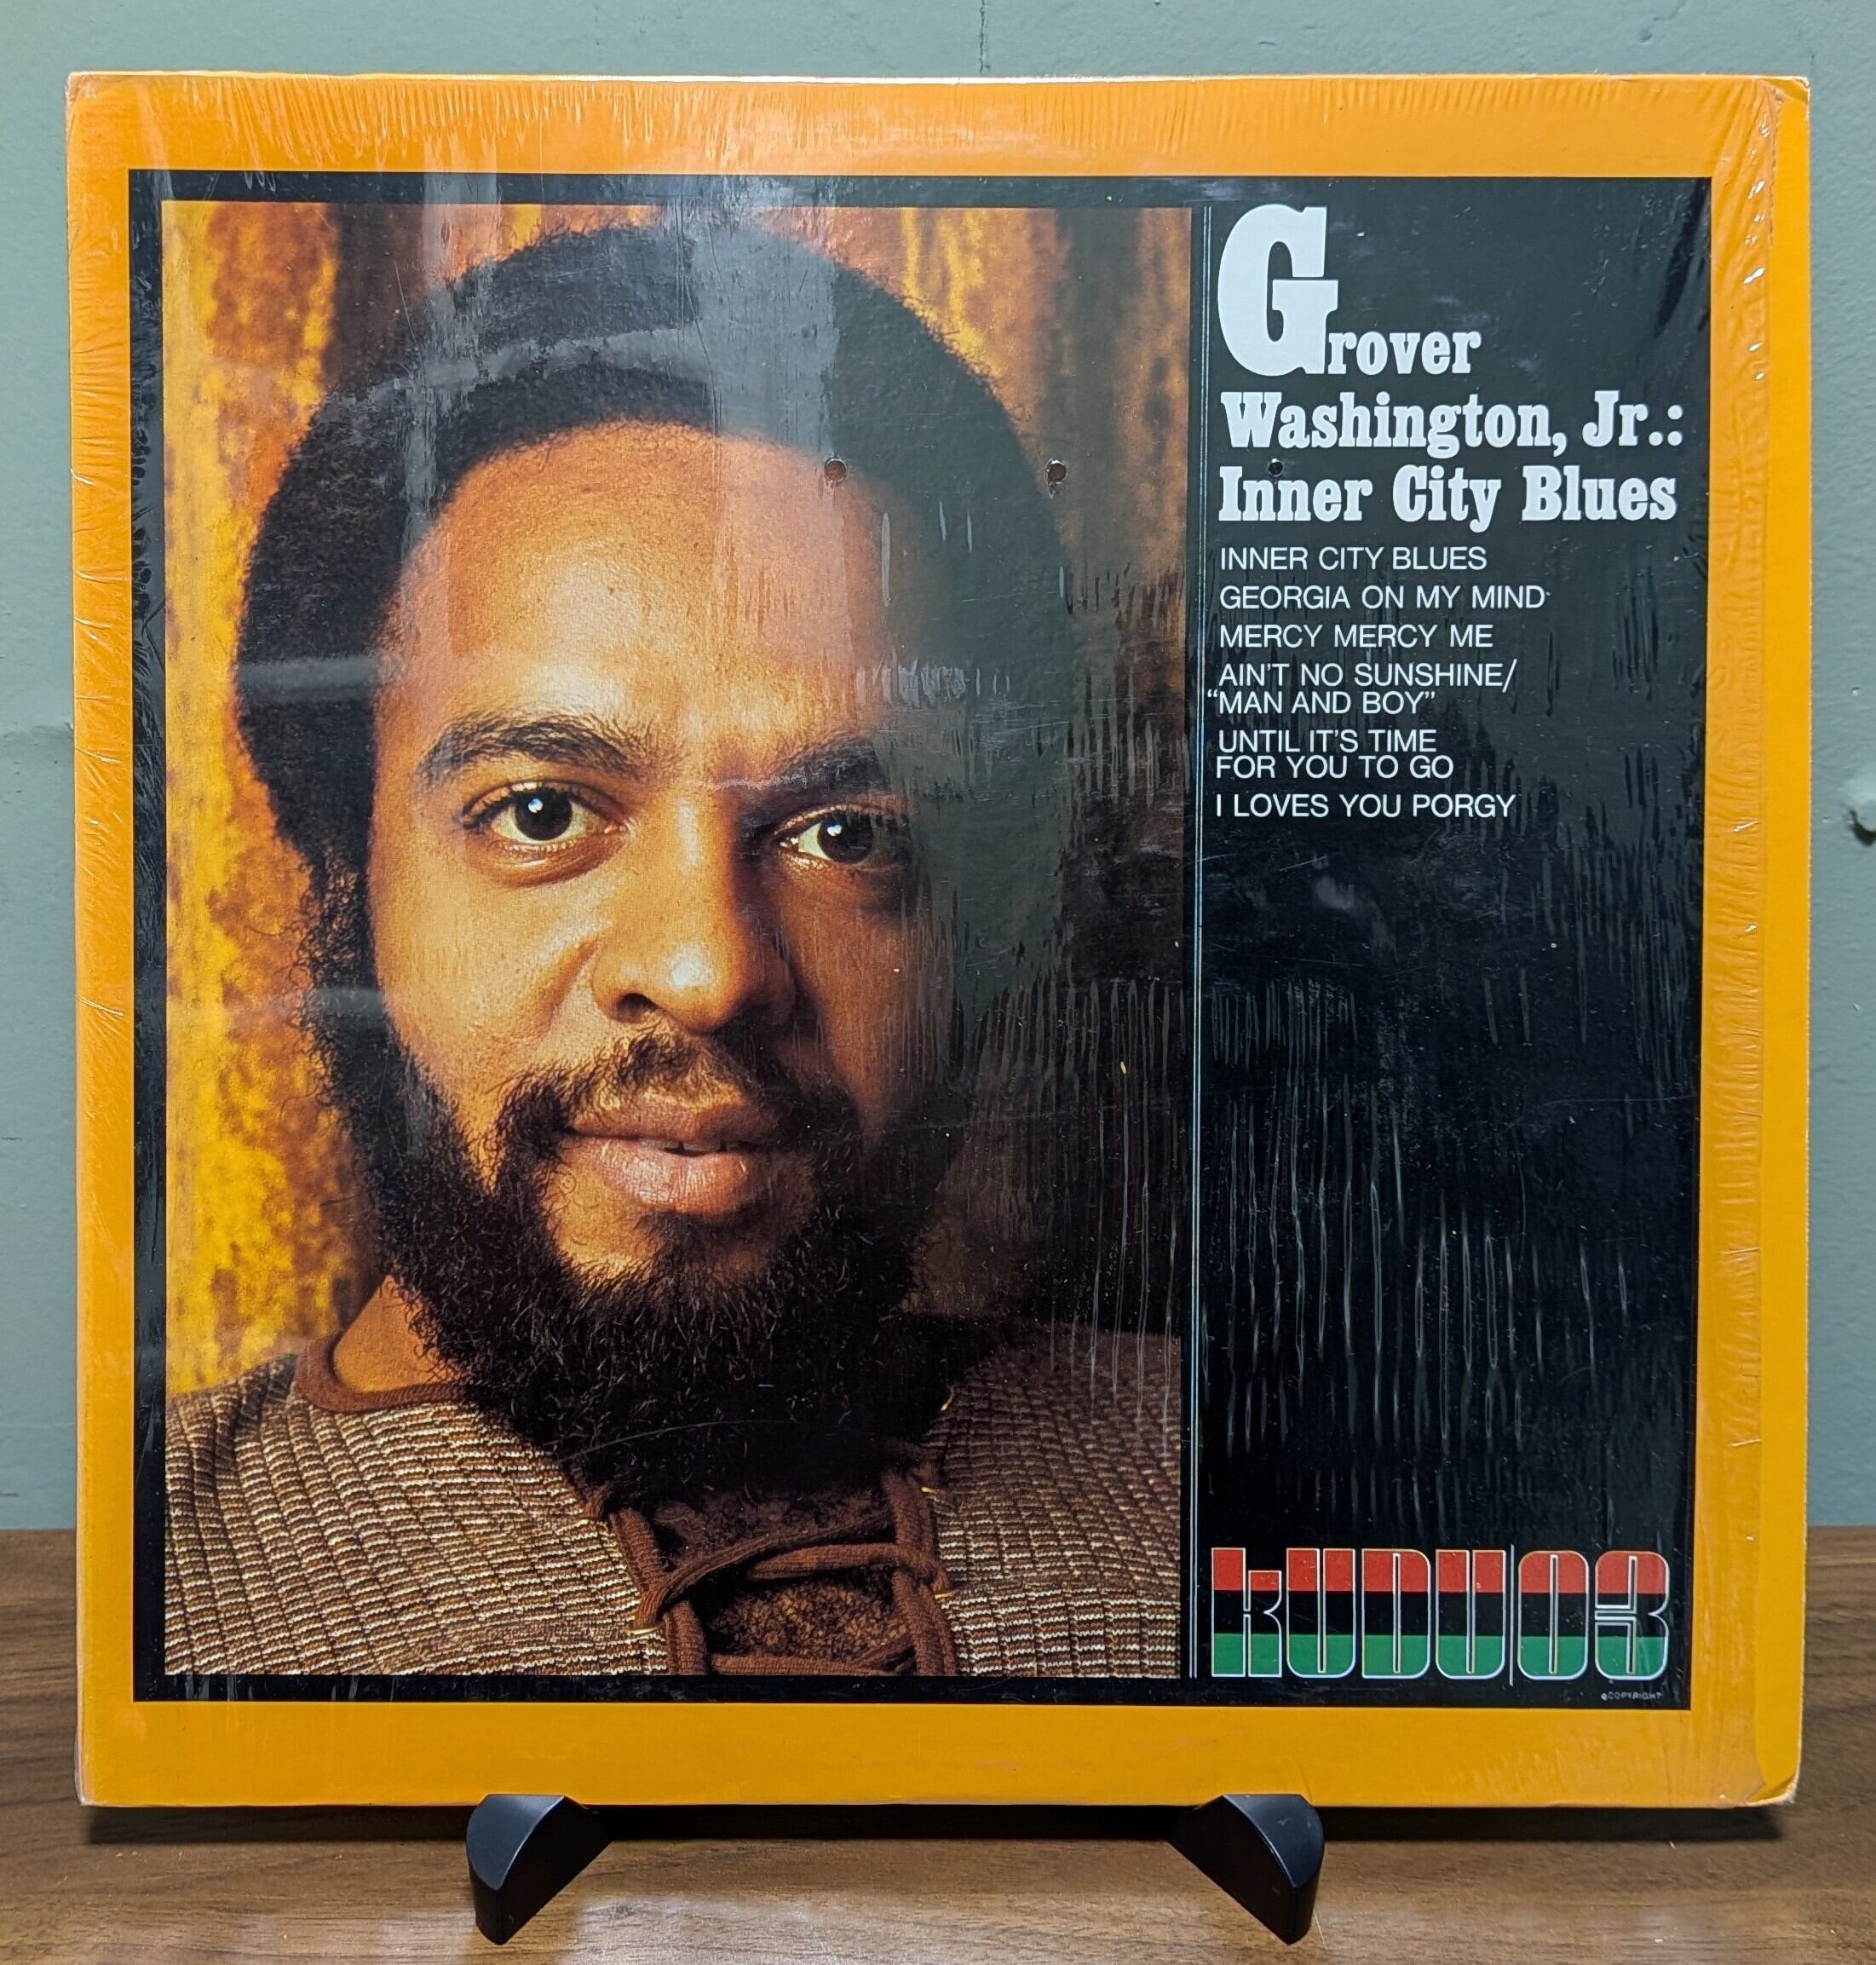 Grover
Washington, Jr.:
Inner City Blues
INNER CITY BLUES
GEORGIA ON MY MIND
MERCY MERCY ME
AIN'T NO SUNSHINE/
“MAN AND BOY”
UNTIL IT'S TIME
FOR YOU TO GO
I LOVES YOU PORGY
KUDU|03
©COPYRIGHT